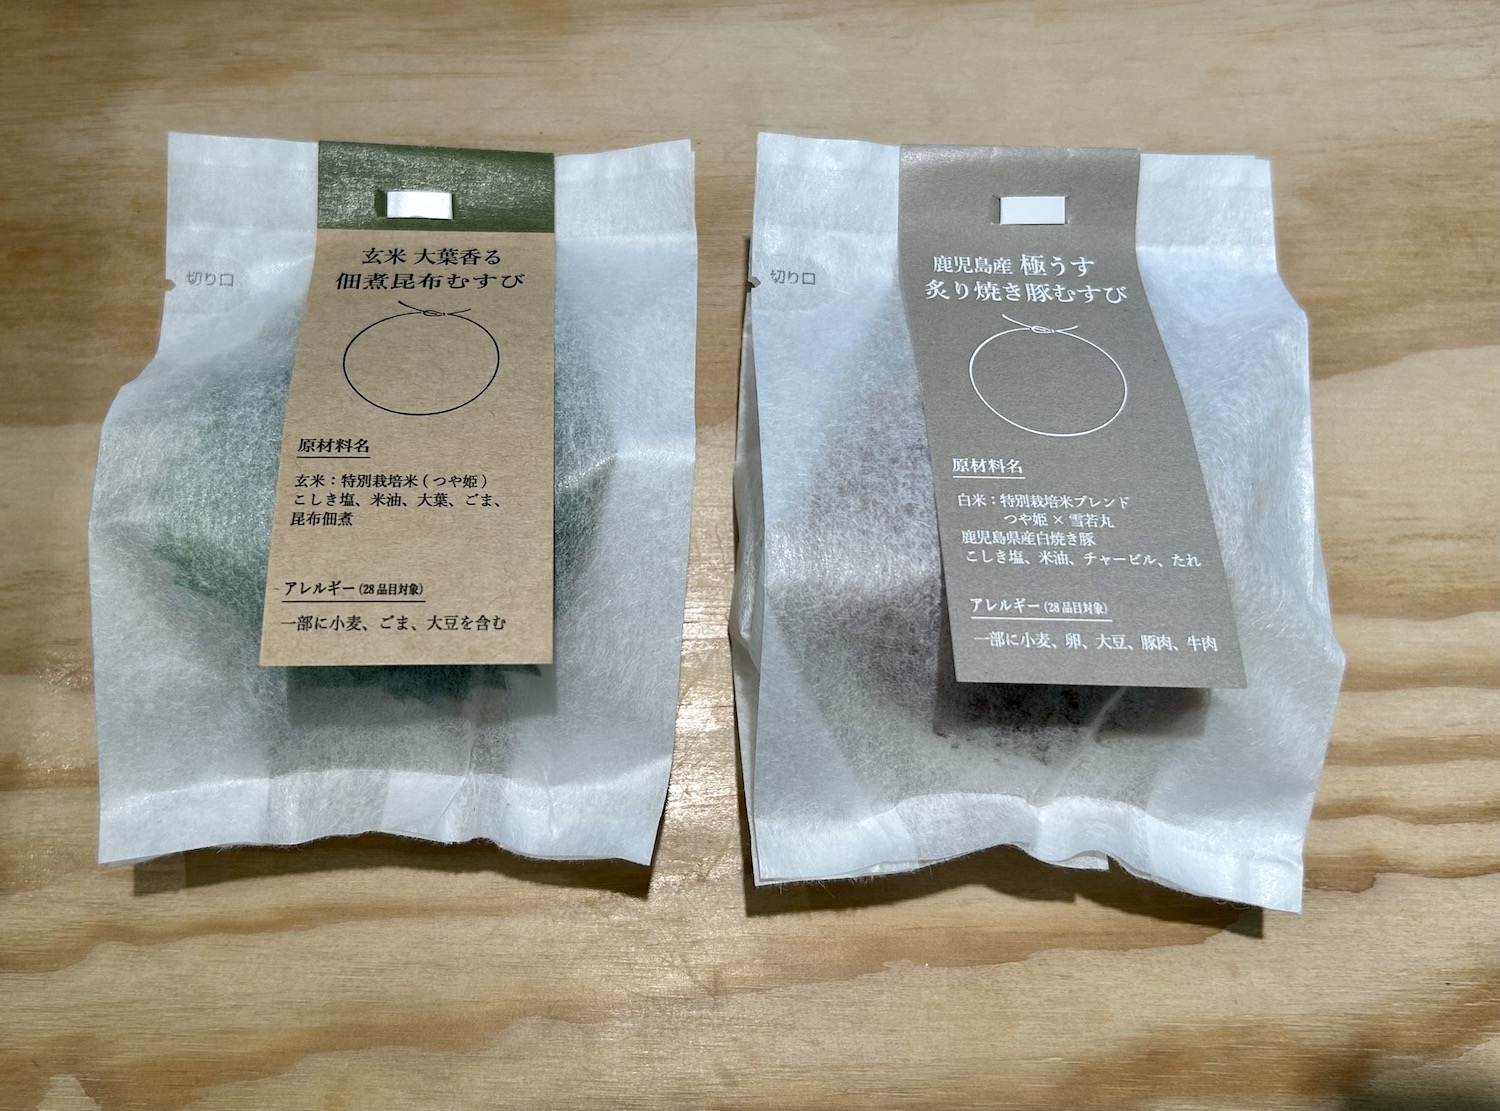 切り口
玄米 大葉香る
佃煮昆布むすび
原材料名
玄米：特別栽培米（つや姫）
こしき塩、米油、大葉、ごま、
昆布佃煮
アレルギー（28品目対象）
一部に小麦、ごま、大豆を含む
切り口
鹿児島産 極うす
炙り焼き豚むすび
原材料名
白米：特別栽培米ブレンド
つや姫 × 雪若丸
鹿児島県産白焼き豚
こしき塩、米油、チャービル、たれ
アレルギー（28品目対象）
一部に小麦、卵、大豆、豚肉、牛肉